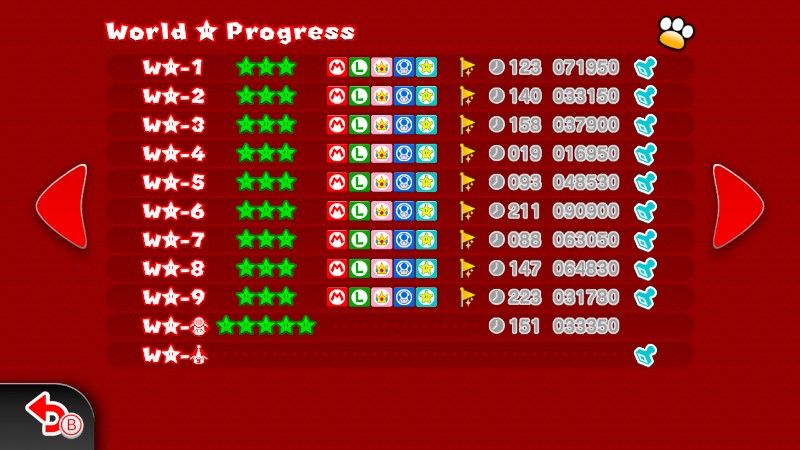 World ★ Progress
W★-1 M L 123 071950
W★-2 M L 140 033150
W★-3 M L 158 037900
W★-4 M L 019 016950
W★-5 M L 093 048530
W★-6 M L 211 090900
W★-7 M L 088 063050
W★-8 M L 147 064830
W★-9 M L 223 031780
W★- 151 033350
W★-
B